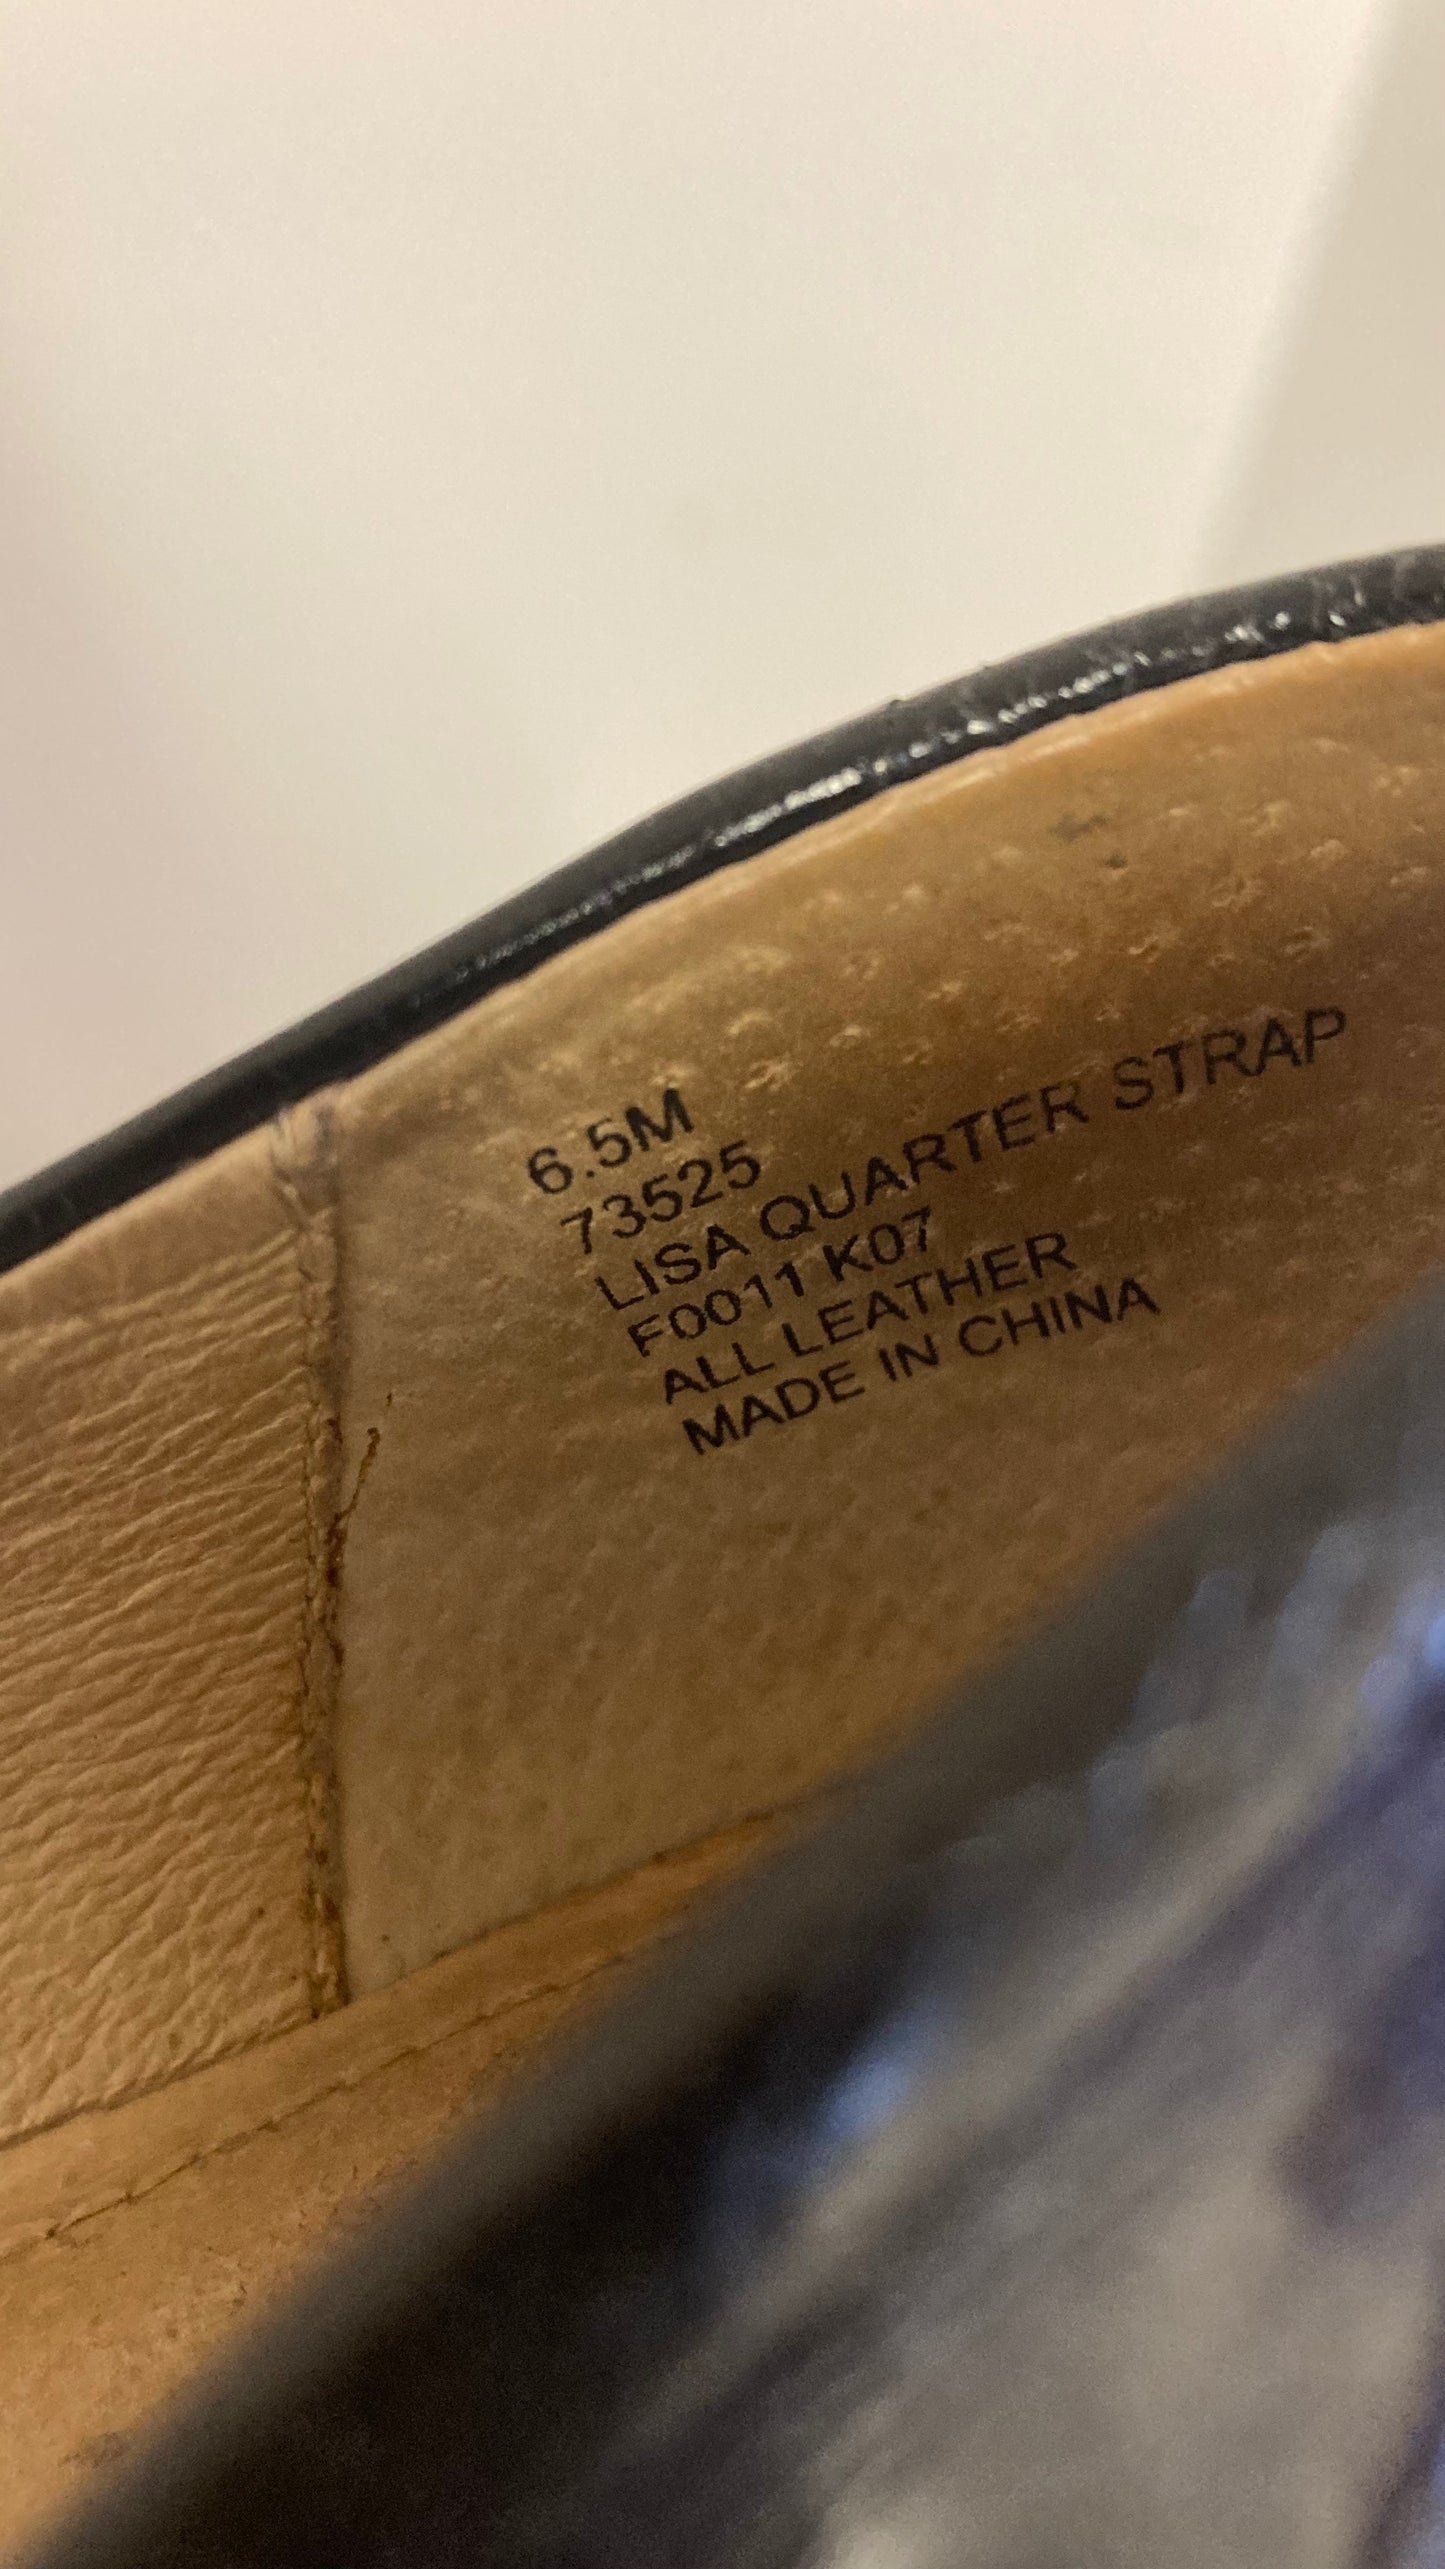 6.5M
73525
LISA QUARTER STRAP
F0011 K07
ALL LEATHER
MADE IN CHINA